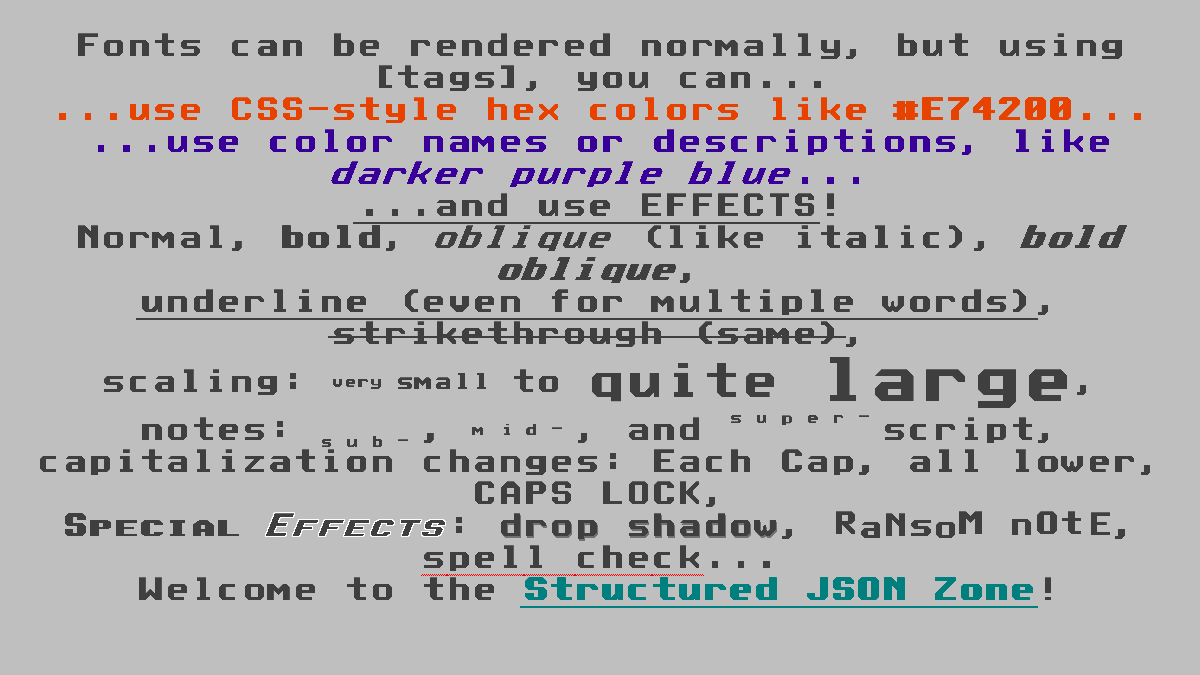 Fonts can be rendered normally, but using
[tags], you can...
...use CSS-style hex colors like #E74200...
...use color names or descriptions, like
darker purple blue...
...and use EFFECTS!
Normal, bold, oblique (like italic), bold
oblique,
underline (even for multiple words),
strikethrough (same),
scaling: very small to quite large,
notes: sub-, mid-, and super-script,
capitalization changes: Each Cap, all lower,
CAPS LOCK,
Special Effects: drop shadow, RaNsoM nOtE,
spell check...
Welcome to the Structured JSON Zone!